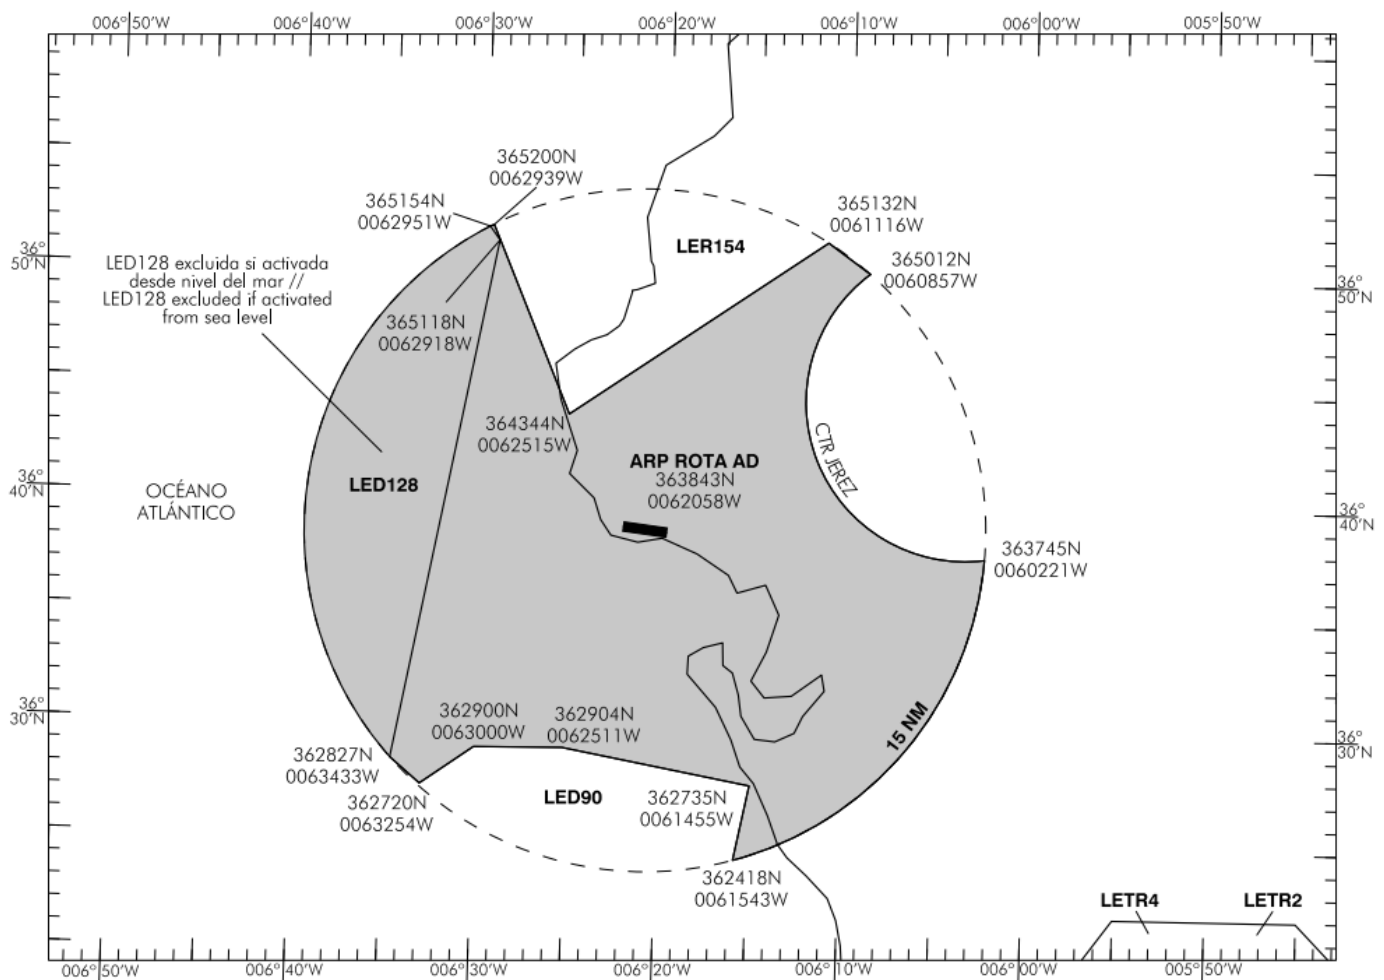 006°50'W
006°40'W
006°30'W
006°20'W
006°10'W
006°00'W
005°50'W
365200N
0062939W
365154N
0062951W
365132N
0061116W
LER154
36°
50'N
LED128 excluida si activada
desde nivel del mar //
LED128 excluded if activated
from sea level
365012N
0060857W
36°
50'N
365118N
0062918W
364344N
0062515W
CTR JEREZ
ARP ROTA AD
363843N
0062058W
36°
40'N
LED128
OCÉANO
ATLÁNTICO
36°
40'N
363745N
0060221W
36°
30'N
362900N
0063000W
362904N
0062511W
15 NM
36°
30'N
362827N
0063433W
362720N
0063254W
LED90
362735N
0061455W
362418N
0061543W
LETR4
LETR2
006°50'W
006°40'W
006°30'W
006°20'W
006°10'W
006°00'W
005°50'W